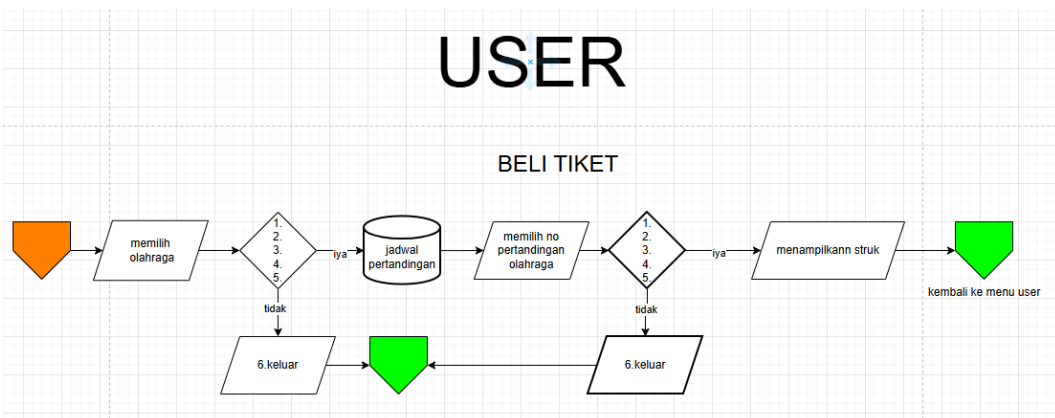 USER
BELI TIKET
memilih
olahraga
1.
2.
3.
4.
5.
iya
jadwal
pertandingan
memilih no
pertandingan
olahraga
1.
2.
3.
4.
5.
iya
menampilkann struk
kembali ke menu user
tidak
tidak
6.keluar
6.keluar